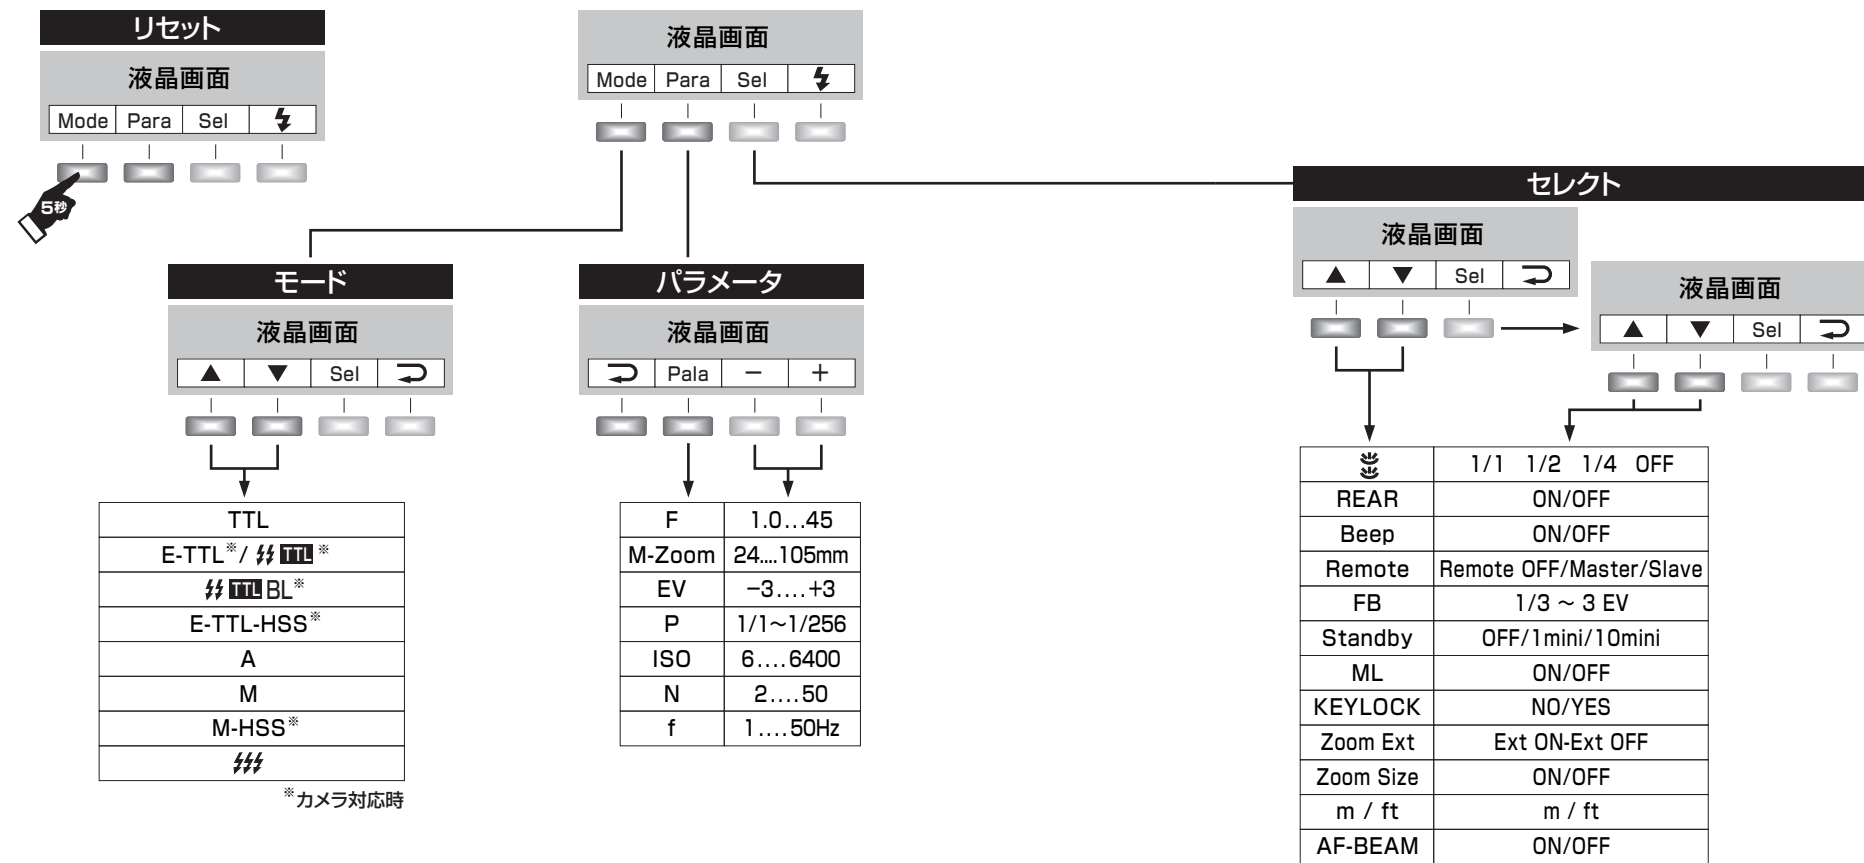 リセット
液晶画面
Mode Para Sel
5秒
液晶画面
Mode Para Sel
モード
液晶画面
▲ ▼ Sel
TTL
E-TTL※/ TTL ※
TTL BL※
E-TTL-HSS※
A
M
M-HSS※
※カメラ対応時
パラメータ
液晶画面
Pala − +
F 1.0...45
M-Zoom 24....105mm
EV −3....+3
P 1/1~1/256
ISO 6....6400
N 2....50
f 1....50Hz
セレクト
液晶画面
▲ ▼ Sel
液晶画面
▲ ▼ Sel
1/1 1/2 1/4 OFF
REAR ON/OFF
Beep ON/OFF
Remote Remote OFF/Master/Slave
FB 1/3 ~ 3 EV
Standby OFF/1mini/10mini
ML ON/OFF
KEYLOCK NO/YES
Zoom Ext Ext ON-Ext OFF
Zoom Size ON/OFF
m / ft m / ft
AF-BEAM ON/OFF